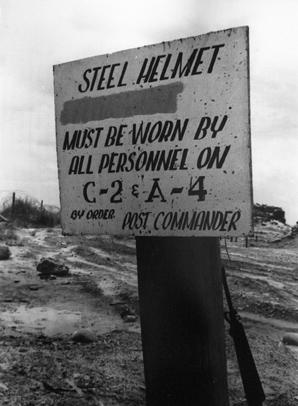 STEEL HELMET
MUST BE WORN BY
ALL PERSONNEL ON
C-2 & A-4
BY ORDER. POST COMMANDER